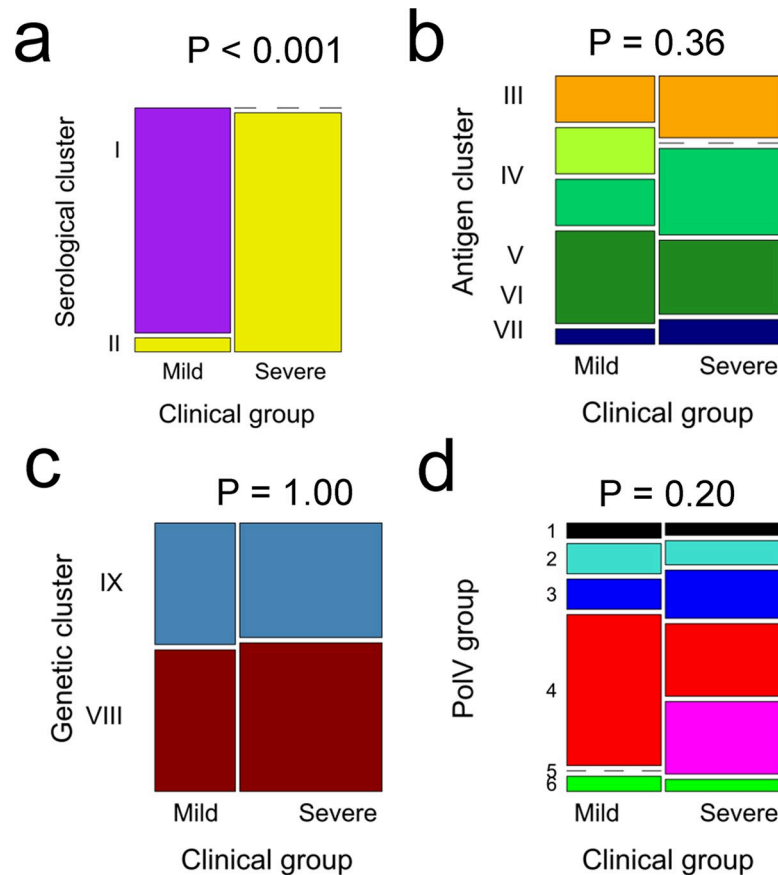 a
P < 0.001
Serological cluster
I
II
Mild Severe
Clinical group
b
P = 0.36
Antigen cluster
III
IV
V
VI
VII
Mild Severe
Clinical group
c
P = 1.00
Genetic cluster
IX
VIII
Mild Severe
Clinical group
d
P = 0.20
PolV group
1
2
3
4
5
6
Mild Severe
Clinical group